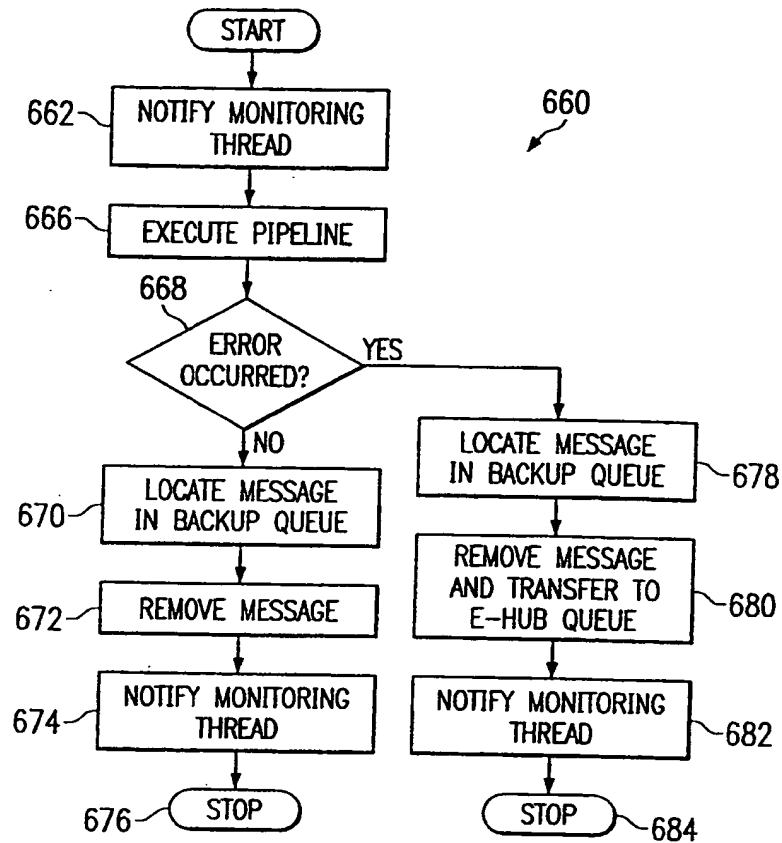 START
660
662
NOTIFY MONITORING
THREAD
666
EXECUTE PIPELINE
668
ERROR
OCCURRED?
YES
NO
670
LOCATE MESSAGE
IN BACKUP QUEUE
672
REMOVE MESSAGE
674
NOTIFY MONITORING
THREAD
676
STOP
LOCATE MESSAGE
IN BACKUP QUEUE
678
REMOVE MESSAGE
AND TRANSFER TO
E-HUB QUEUE
680
NOTIFY MONITORING
THREAD
682
STOP
684